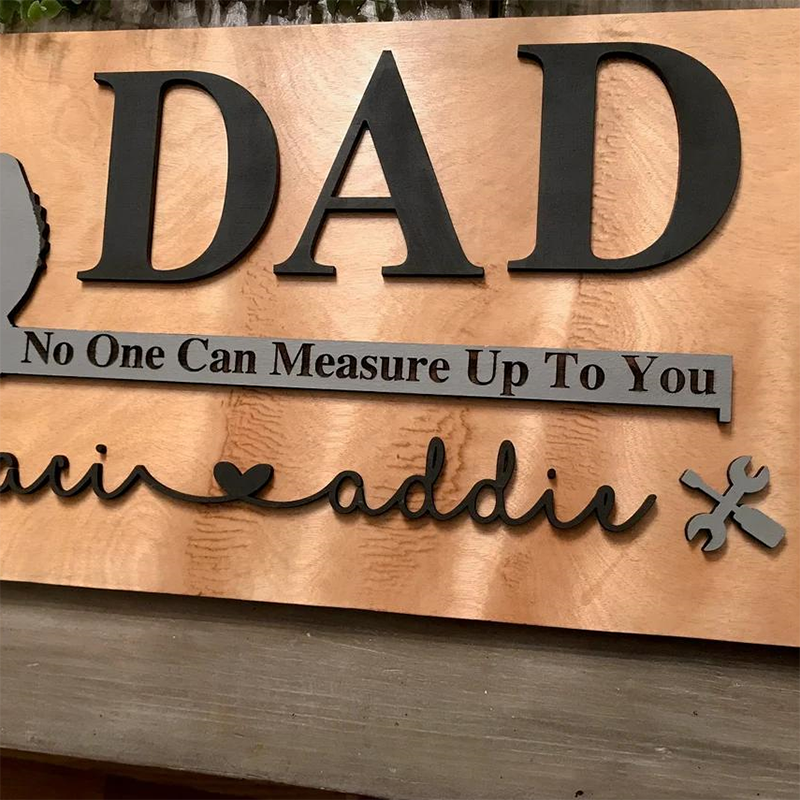 DAD
No One Can Measure Up To You
addie